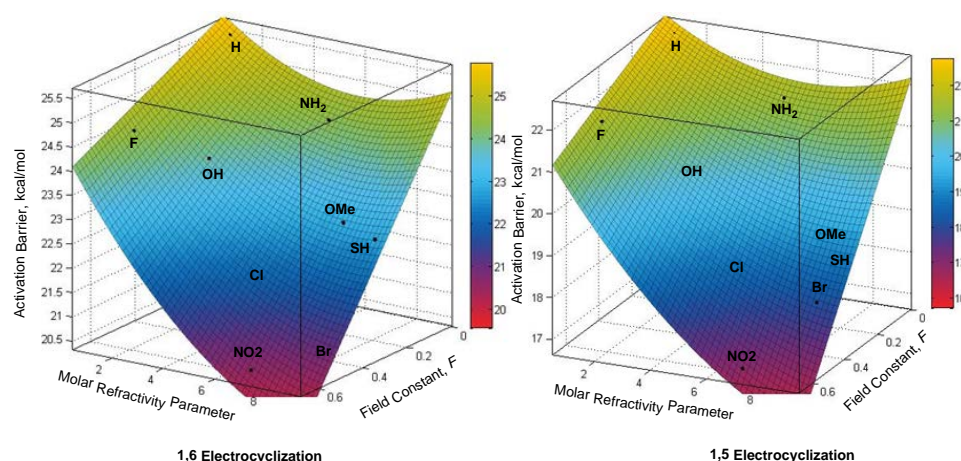 Activation Barrier, kcal/mol
25.5
25
24.5
24
23.5
23
22.5
22
21.5
21
20.5
H
NH2
F
OH
OMe
SH
Cl
NO2
Br
2
4
6
8
Molar Refractivity Parameter
0
0.2
0.4
0.6
Field Constant, F
25
24
23
22
21
20
1,6 Electrocyclization
Activation Barrier, kcal/mol
22
21
20
19
18
17
H
NH2
F
OH
OMe
SH
Cl
Br
NO2
2
4
6
8
Molar Refractivity Parameter
0
0.2
0.4
0.6
Field Constant, F
1,5 Electrocyclization